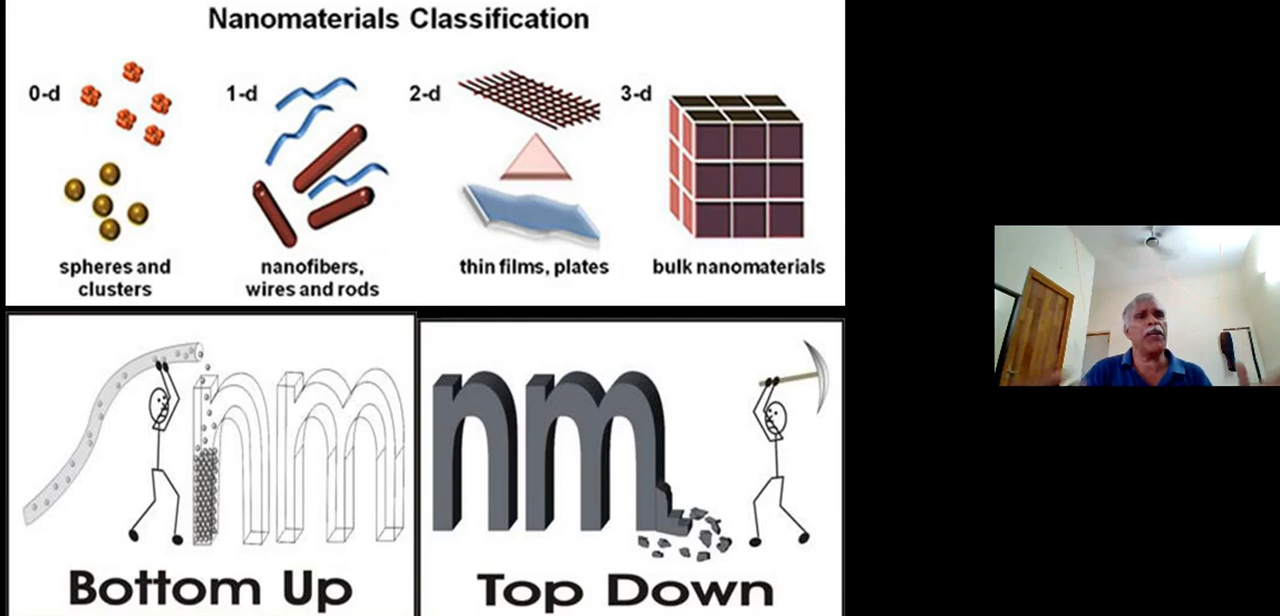 Nanomaterials Classification
0-d
1-d
2-d
3-d
spheres and
clusters
nanofibers,
wires and rods
thin films, plates
bulk nanomaterials
nm
Bottom Up
nm
Top Down